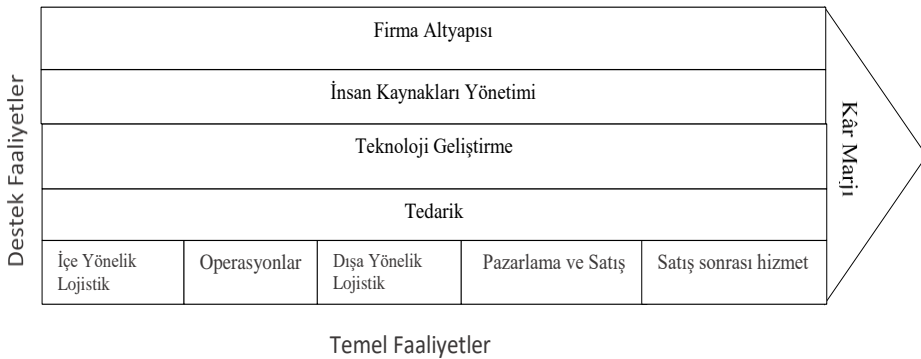 Destek Faaliyetler
Firma Altyapısı
İnsan Kaynakları Yönetimi
Teknoloji Geliştirme
Tedarik
Kâr Marjı
İçe Yönelik
Lojistik
Operasyonlar
Dışa Yönelik
Lojistik
Pazarlama ve Satış
Satış sonrası hizmet
Temel Faaliyetler